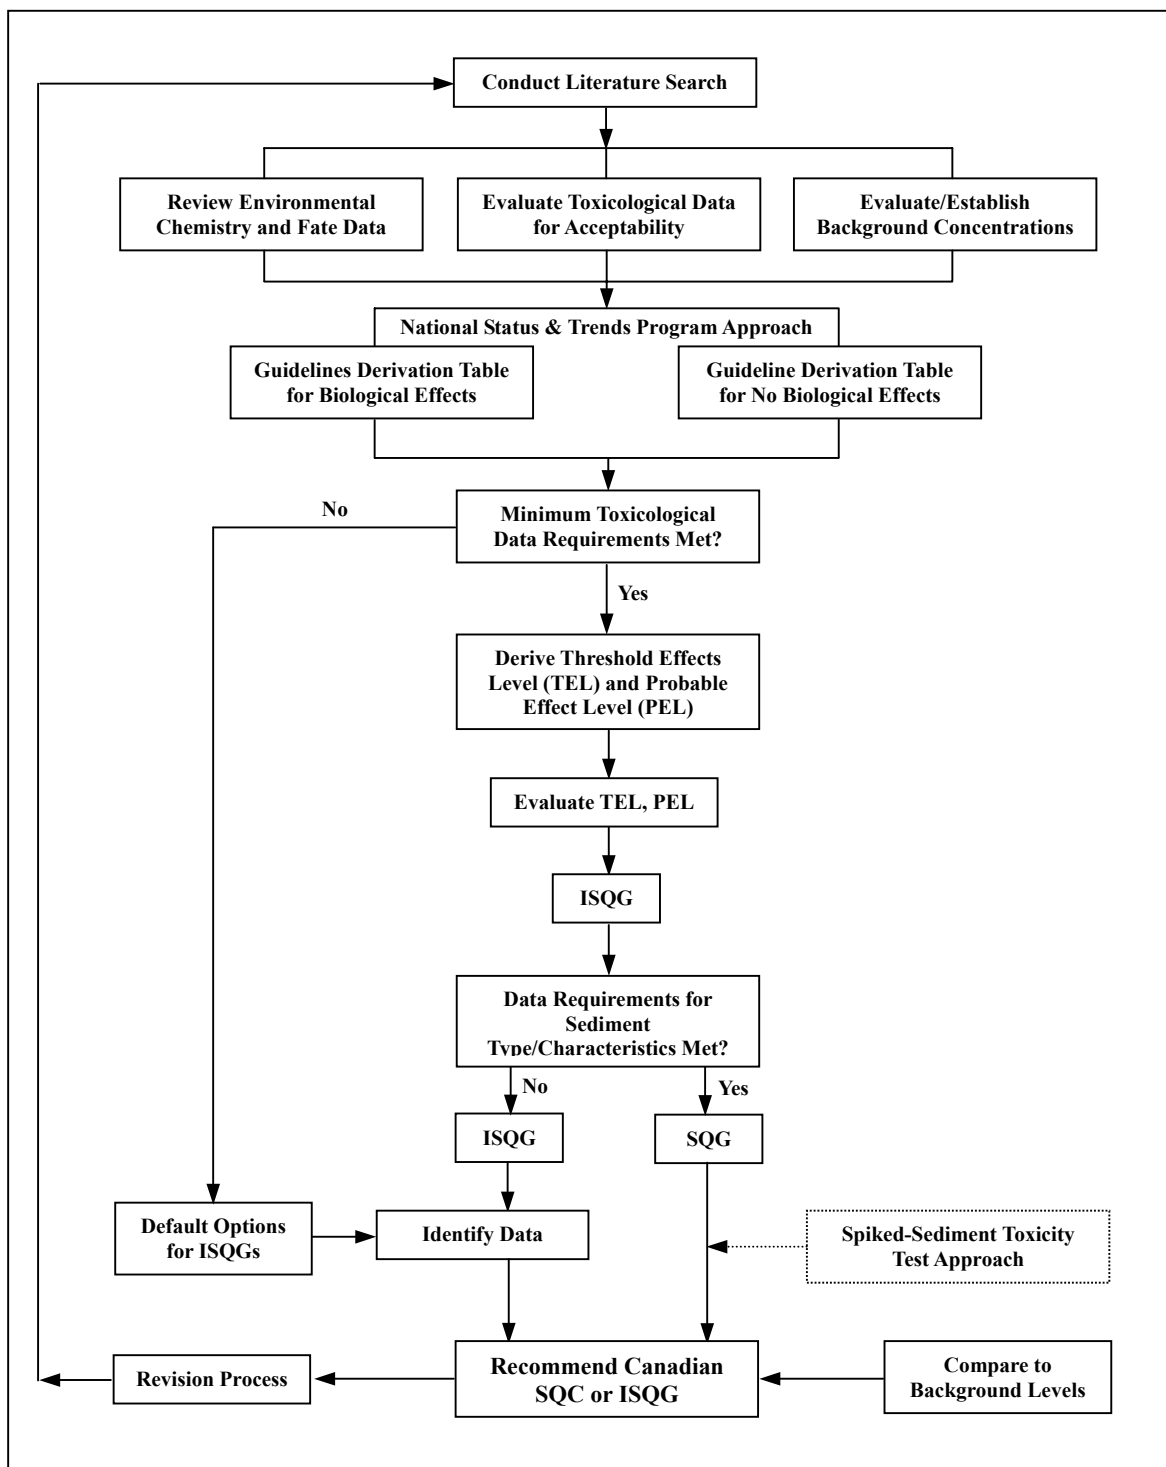 Conduct Literature Search
Review Environmental
Chemistry and Fate Data
Evaluate Toxicological Data
for Acceptability
Evaluate/Establish
Background Concentrations
National Status & Trends Program Approach
Guidelines Derivation Table
for Biological Effects
Guideline Derivation Table
for No Biological Effects
No
Minimum Toxicological
Data Requirements Met?
Yes
Derive Threshold Effects
Level (TEL) and Probable
Effect Level (PEL)
Evaluate TEL, PEL
ISQG
Data Requirements for
Sediment
Type/Characteristics Met?
No
Yes
ISQG
SQG
Default Options
for ISQGs
Identify Data
Spiked-Sediment Toxicity
Test Approach
Revision Process
Recommend Canadian
SQC or ISQG
Compare to
Background Levels